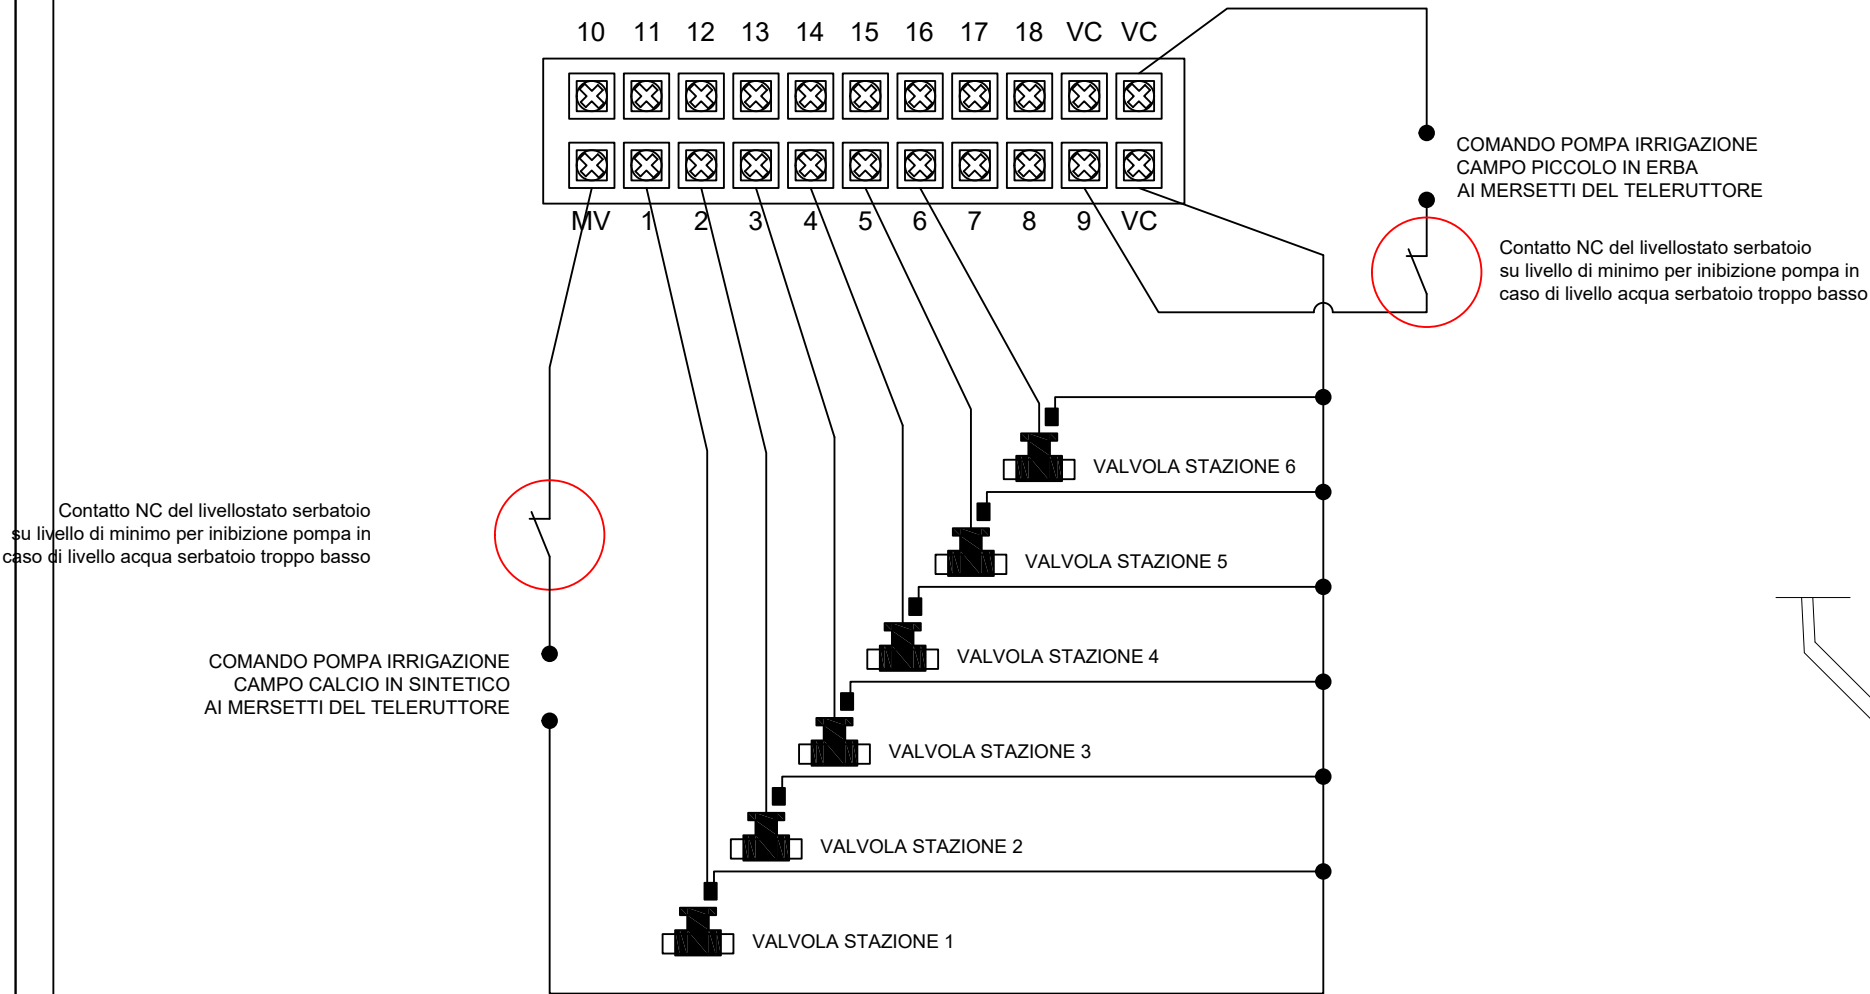 10 11 12 13 14 15 16 17 18 VC VC
MV 1 2 3 4 5 6 7 8 9 VC
COMANDO POMPA IRRIGAZIONE
CAMPO PICCOLO IN ERBA
AI MERSETTI DEL TELERUTTORE
Contatto NC del livellostato serbatoio
su livello di minimo per inibizione pompa in
caso di livello acqua serbatoio troppo basso
VALVOLA STAZIONE 6
Contatto NC del livellostato serbatoio
su livello di minimo per inibizione pompa in
caso di livello acqua serbatoio troppo basso
VALVOLA STAZIONE 5
COMANDO POMPA IRRIGAZIONE
CAMPO CALCIO IN SINTETICO
AI MERSETTI DEL TELERUTTORE
VALVOLA STAZIONE 4
VALVOLA STAZIONE 3
VALVOLA STAZIONE 2
VALVOLA STAZIONE 1